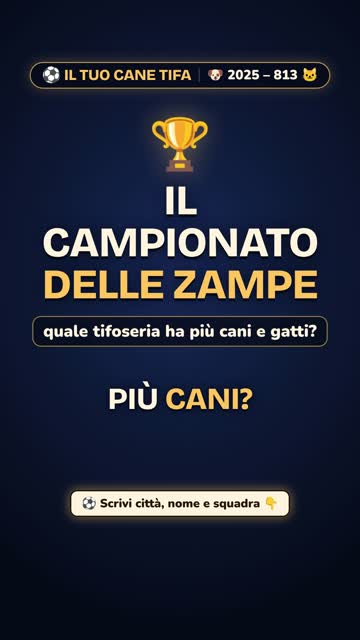 ⚽ IL TUO CANE TIFA | 🐶 2025 – 813 🐱
IL
CAMPIONATO
DELLE ZAMPE
quale tifoseria ha più cani e gatti?
PIÙ CANI?
⚽ Scrivi città, nome e squadra 👇